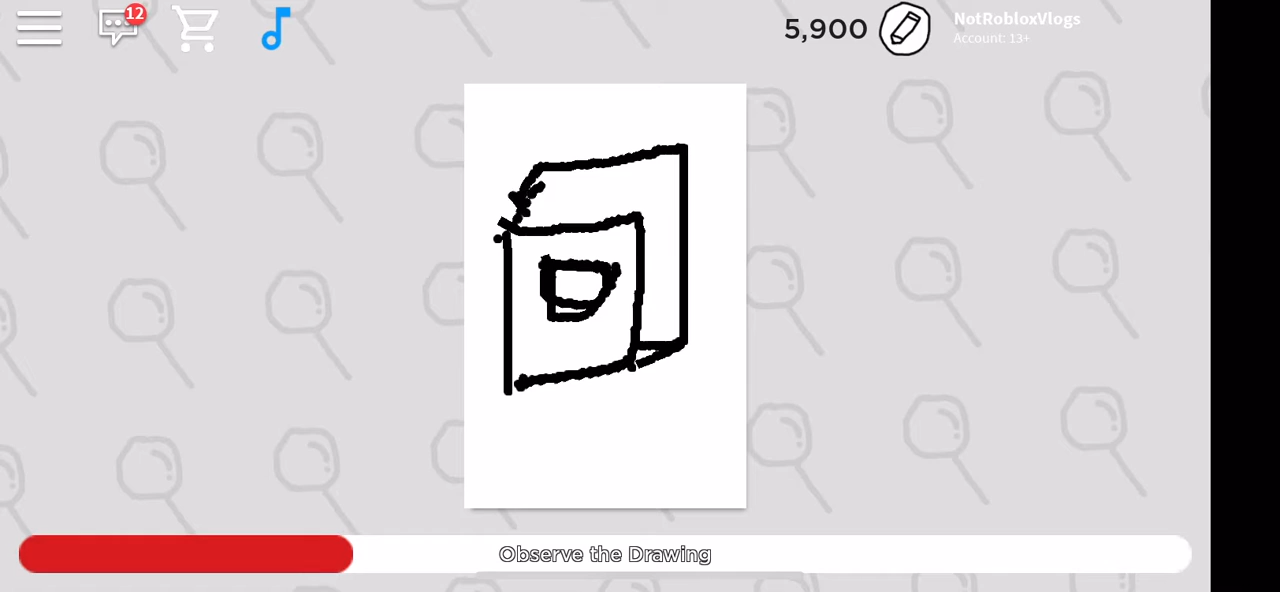 12
5,900
NotRobloxVlogs
Account: 13+
Observe the Drawing